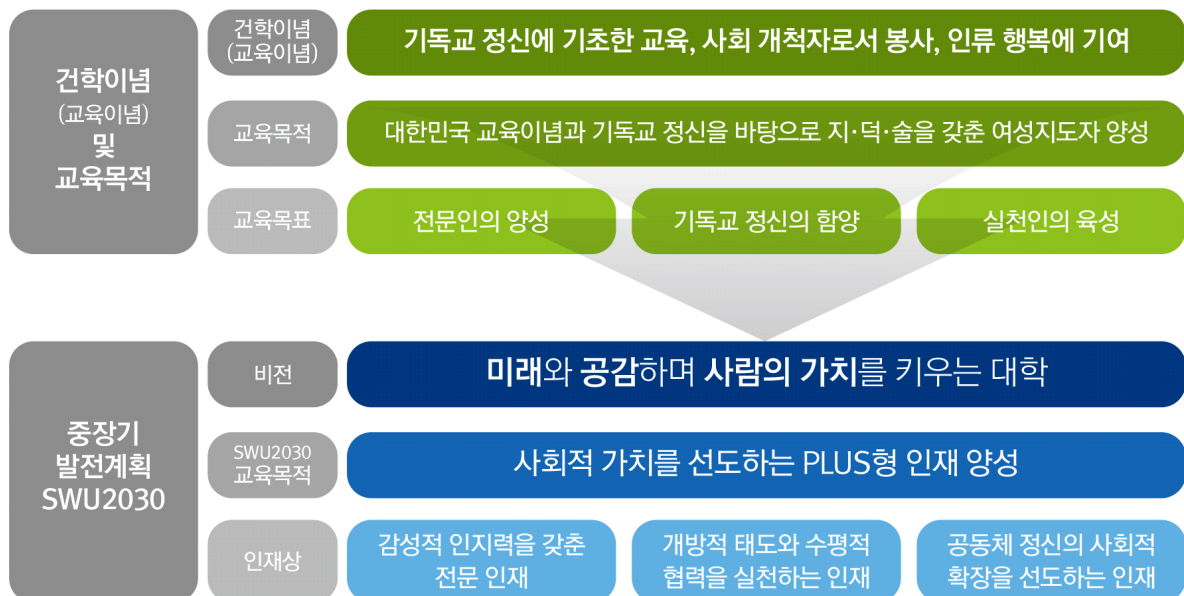 건학이념
(교육이념)
및
교육목적
건학이념
(교육이념)
기독교 정신에 기초한 교육, 사회 개척자로서 봉사, 인류 행복에 기여
교육목적
대한민국 교육이념과 기독교 정신을 바탕으로 지·덕·술을 갖춘 여성지도자 양성
교육목표
전문인의 양성
기독교 정신의 함양
실천인의 육성
중장기
발전계획
SWU2030
비전
미래와 공감하며 사람의 가치를 키우는 대학
SWU2030
교육목적
사회적 가치를 선도하는 PLUS형 인재 양성
인재상
감성적 인지력을 갖춘
전문 인재
개방적 태도와 수평적
협력을 실천하는 인재
공동체 정신의 사회적
확장을 선도하는 인재